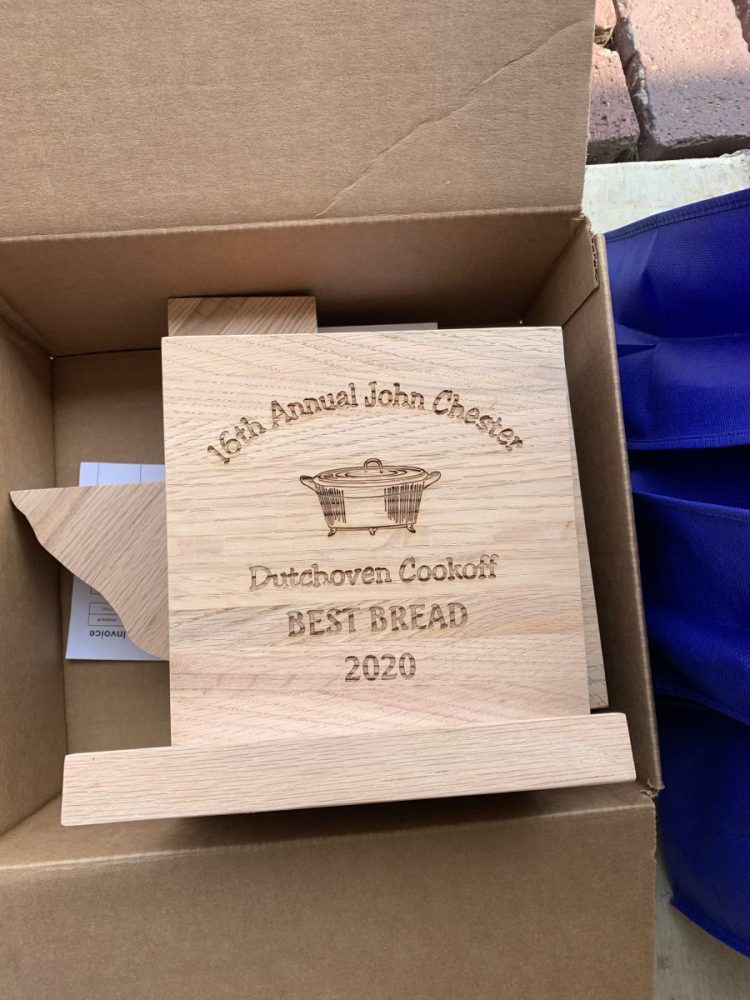 16th Annual John Chester
Dutchoven Cookoff
BEST BREAD
2020
Invoice